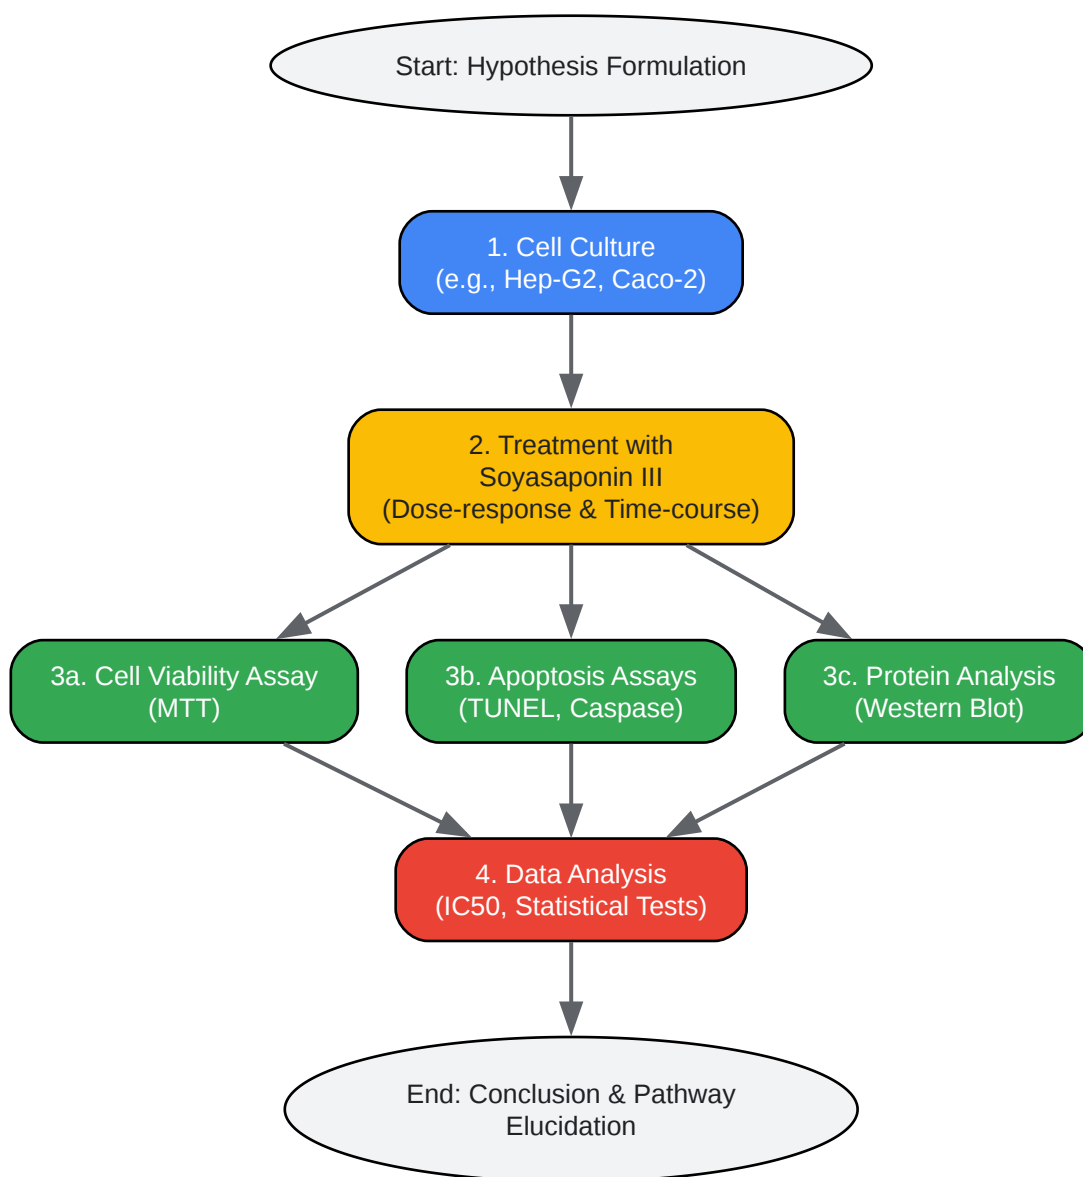 Start: Hypothesis Formulation
1. Cell Culture
(e.g., Hep-G2, Caco-2)
2. Treatment with
Soyasaponin III
(Dose-response & Time-course)
3a. Cell Viability Assay
(MTT)
3b. Apoptosis Assays
(TUNEL, Caspase)
3c. Protein Analysis
(Western Blot)
4. Data Analysis
(IC50, Statistical Tests)
End: Conclusion & Pathway
Elucidation